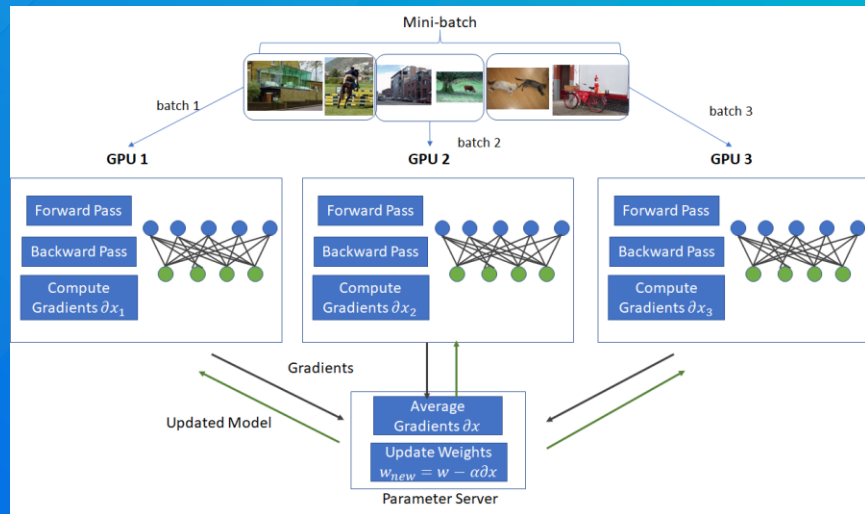 Mini-batch
batch 1
batch 2
batch 3
GPU 1
GPU 2
GPU 3
Forward Pass
Backward Pass
Compute
Gradients ∂x₁
Forward Pass
Backward Pass
Compute
Gradients ∂x₂
Forward Pass
Backward Pass
Compute
Gradients ∂x₃
Gradients
Updated Model
Average
Gradients ∂x
Update Weights
w_new = w − α∂x
Parameter Server